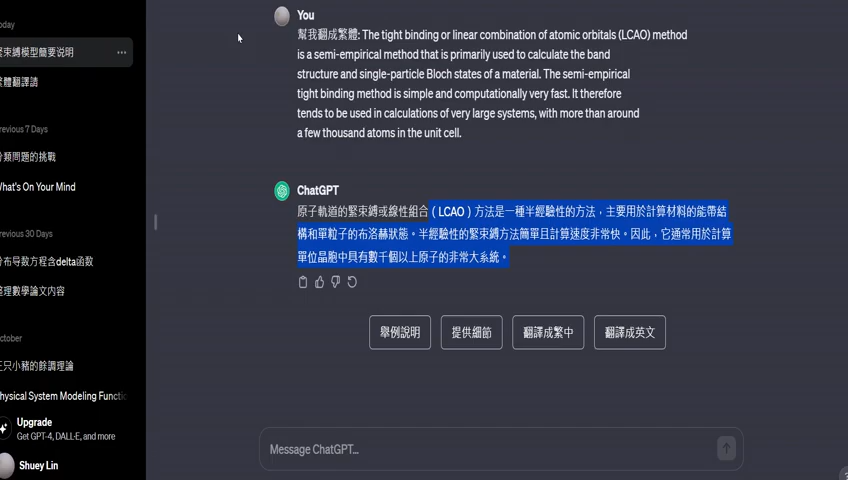 oday
緊束縛模型簡要說明
繁體翻譯請
revious 7 Days
分類問題的挑戰
What's On Your Mind
revious 30 Days
分布导数方程含delta函数
整理數學論文內容
ctober
三只小豬的餘調理論
hysical System Modeling Functio
Upgrade
Get GPT-4, DALL·E, and more
Shuey Lin
You
幫我翻成繁體: The tight binding or linear combination of atomic orbitals (LCAO) method
is a semi-empirical method that is primarily used to calculate the band
structure and single-particle Bloch states of a material. The semi-empirical
tight binding method is simple and computationally very fast. It therefore
tends to be used in calculations of very large systems, with more than around
a few thousand atoms in the unit cell.
ChatGPT
原子軌道的緊束縛或線性組合（LCAO）方法是一種半經驗性的方法，主要用於計算材料的能帶結
構和單粒子的布洛赫狀態。半經驗性的緊束縛方法簡單且計算速度非常快。因此，它通常用於計算
單位晶胞中具有數千個以上原子的非常大系統。
舉例說明
提供細節
翻譯成繁中
翻譯成英文
Message ChatGPT...